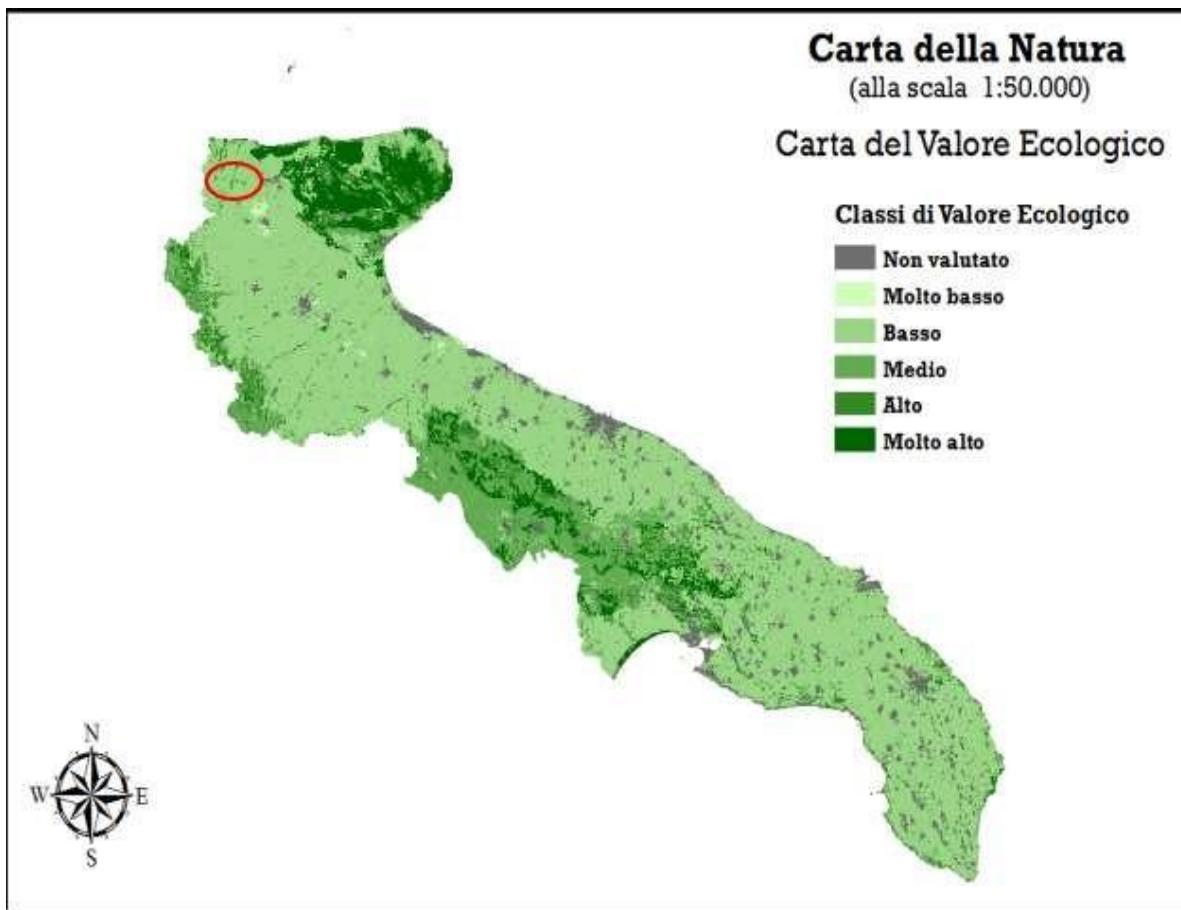 Carta della Natura
(alla scala 1:50.000)
Carta del Valore Ecologico
Classi di Valore Ecologico
Non valutato
Molto basso
Basso
Medio
Alto
Molto alto
N
W E
S